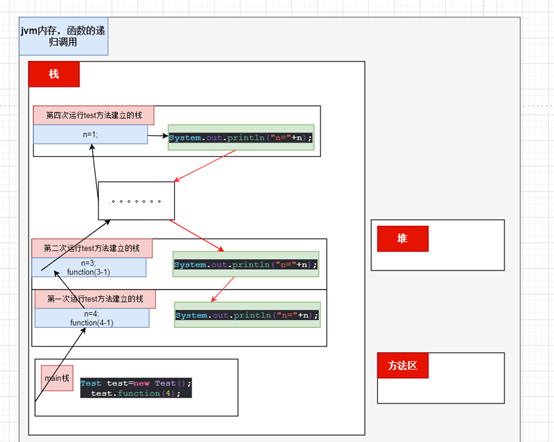 jvm内存，函数的递
归调用
栈
第四次运行test方法建立的栈
n=1;
System.out.println("n="+n);
。。。。。。。
第二次运行test方法建立的栈
n=3;
function(3-1)
System.out.println("n="+n);
第一次运行test方法建立的栈
n=4;
function(4-1)
System.out.println("n="+n);
main栈
Test test=new Test();
test.function(4);
堆
方法区